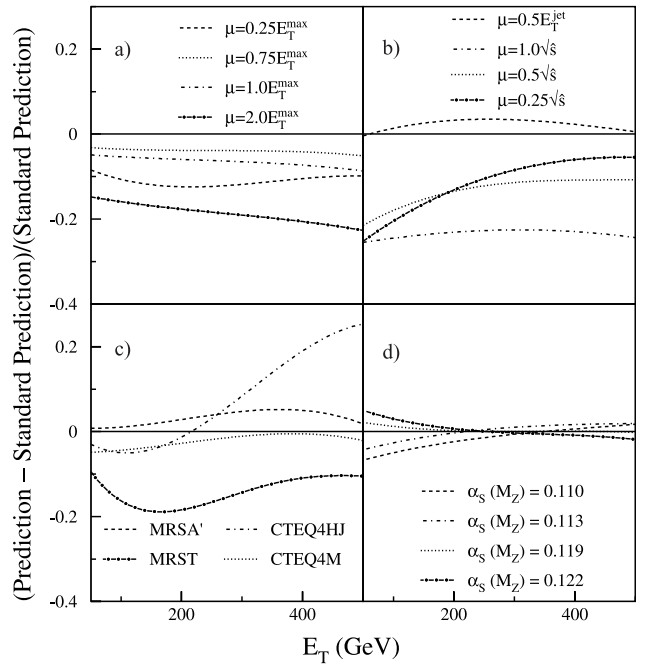 (Prediction − Standard Prediction)/(Standard Prediction)
a)
μ=0.25E_T^max
μ=0.75E_T^max
μ=1.0E_T^max
μ=2.0E_T^max
b)
μ=0.5E_T^jet
μ=1.0√ŝ
μ=0.5√ŝ
μ=0.25√ŝ
0.2
0
-0.2
-0.4
c)
MRSA'
CTEQ4HJ
MRST
CTEQ4M
d)
α_S (M_Z) = 0.110
α_S (M_Z) = 0.113
α_S (M_Z) = 0.119
α_S (M_Z) = 0.122
0.2
0
-0.2
-0.4
200 400 200 400
E_T (GeV)